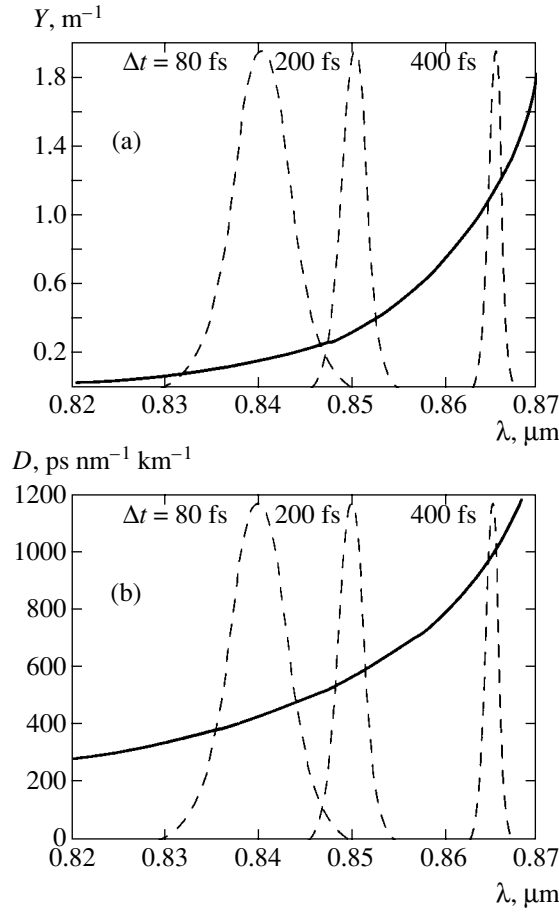 Y, m⁻¹
Δt = 80 fs 200 fs 400 fs
1.8
(a)
1.4
1.0
0.6
0.2
0.82 0.83 0.84 0.85 0.86 0.87
λ, μm
D, ps nm⁻¹ km⁻¹
1200
Δt = 80 fs 200 fs 400 fs
1000
(b)
800
600
400
200
0
0.82 0.83 0.84 0.85 0.86 0.87
λ, μm